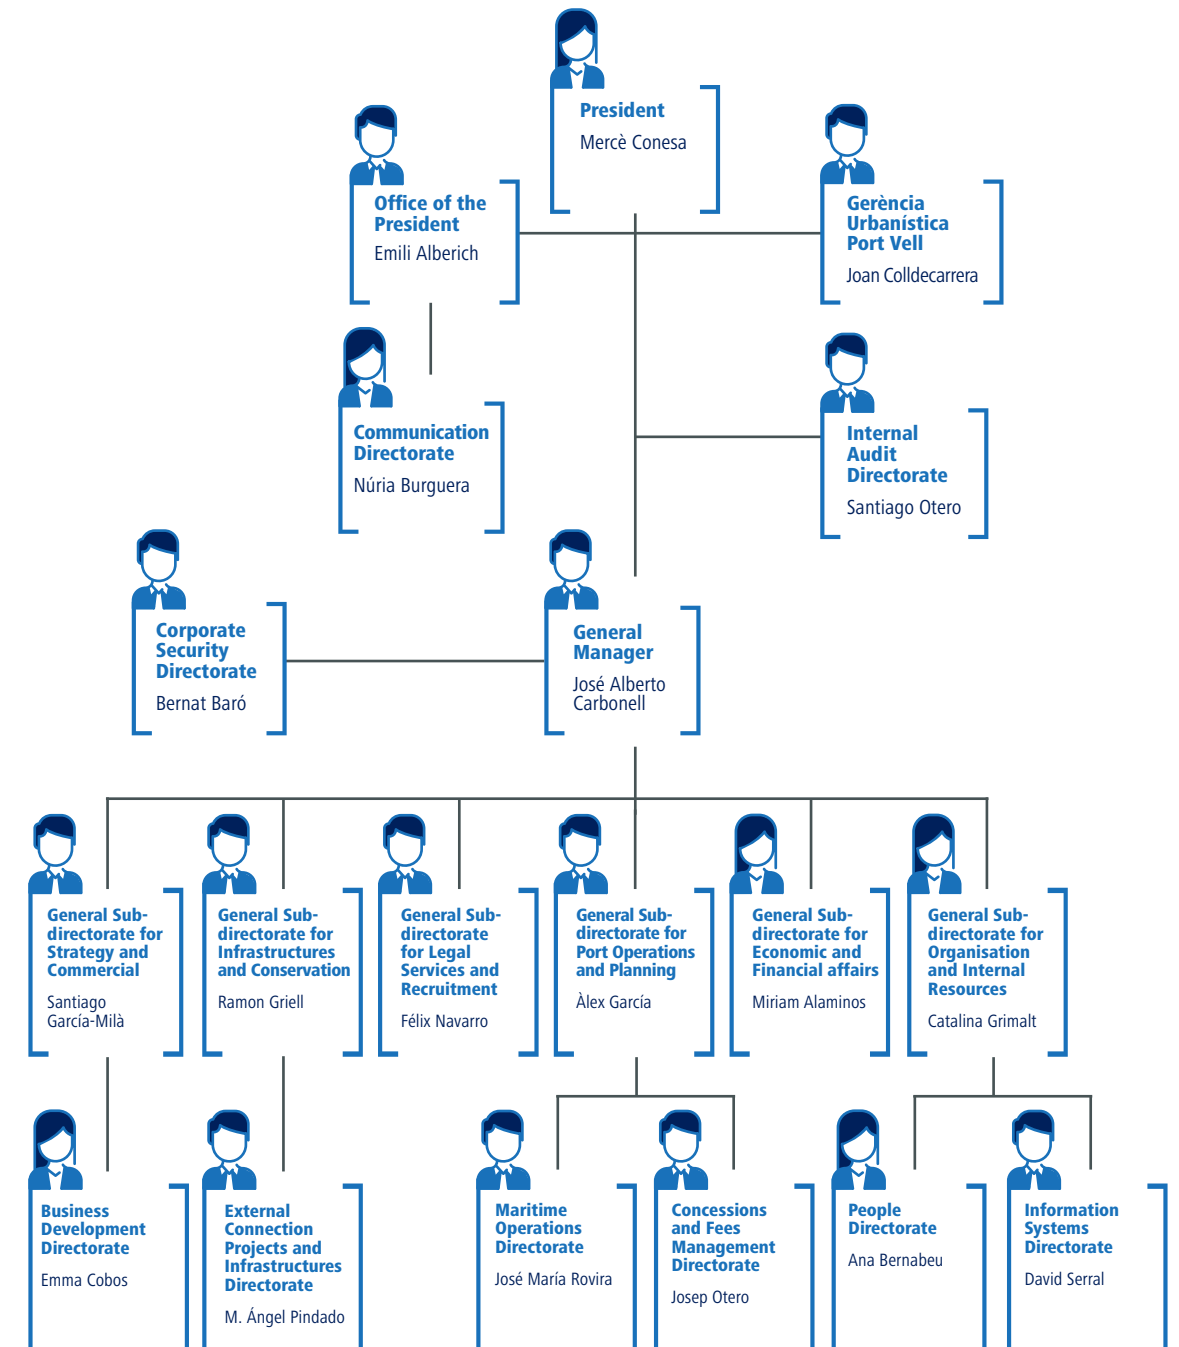 President
Mercè Conesa
Office of the
President
Emili Alberich
Gerència
Urbanística
Port Vell
Joan Colldecarrera
Communication
Directorate
Núria Burguera
Internal
Audit
Directorate
Santiago Otero
Corporate
Security
Directorate
Bernat Baró
General
Manager
José Alberto
Carbonell
General Sub-
directorate for
Strategy and
Commercial
Santiago
García-Milà
General Sub-
directorate for
Infrastructures
and Conservation
Ramon Griell
General Sub-
directorate
for Legal
Services and
Recruitment
Félix Navarro
General Sub-
directorate for
Port Operations
and Planning
Àlex García
General Sub-
directorate for
Economic and
Financial affairs
Miriam Alaminos
General Sub-
directorate for
Organisation
and Internal
Resources
Catalina Grimalt
Business
Development
Directorate
Emma Cobos
External
Connection
Projects and
Infrastructures
Directorate
M. Ángel Pindado
Maritime
Operations
Directorate
José María Rovira
Concessions
and Fees
Management
Directorate
Josep Otero
People
Directorate
Ana Bernabeu
Information
Systems
Directorate
David Serral